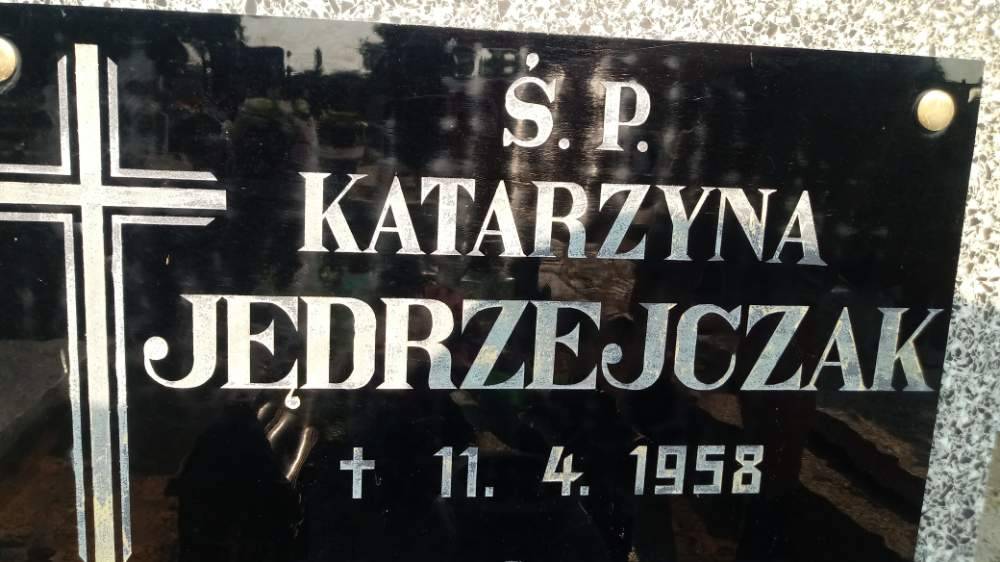 Ś. P.
KATARZYNA
JĘDRZEJCZAK
† 11. 4. 1958